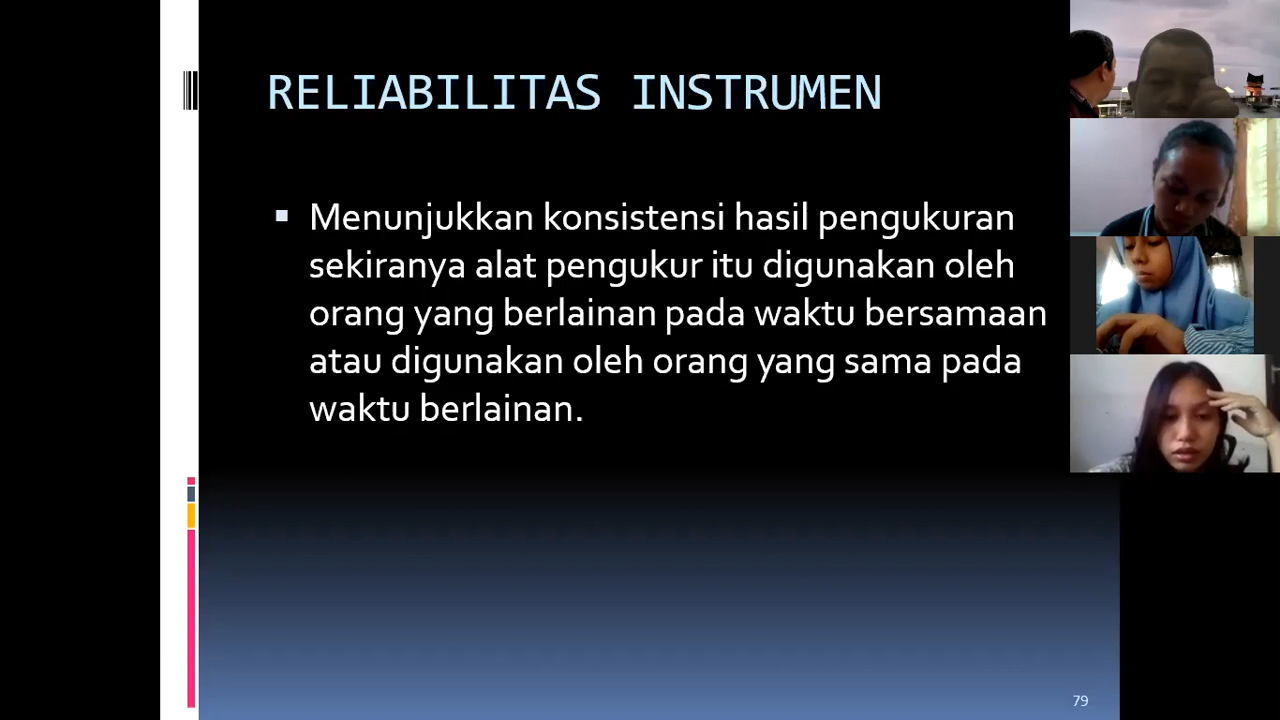 RELIABILITAS INSTRUMEN
Menunjukkan konsistensi hasil pengukuran
sekiranya alat pengukur itu digunakan oleh
orang yang berlainan pada waktu bersamaan
atau digunakan oleh orang yang sama pada
waktu berlainan.
79